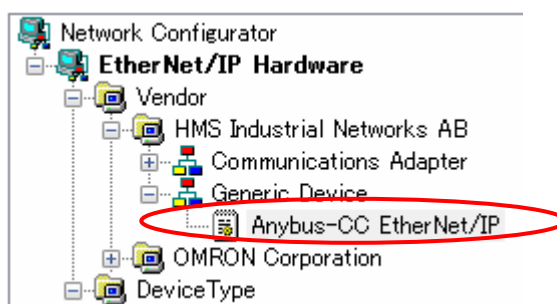 Network Configurator
EtherNet/IP Hardware
Vendor
HMS Industrial Networks AB
Communications Adapter
Generic Device
Anybus-CC EtherNet/IP
OMRON Corporation
DeviceType